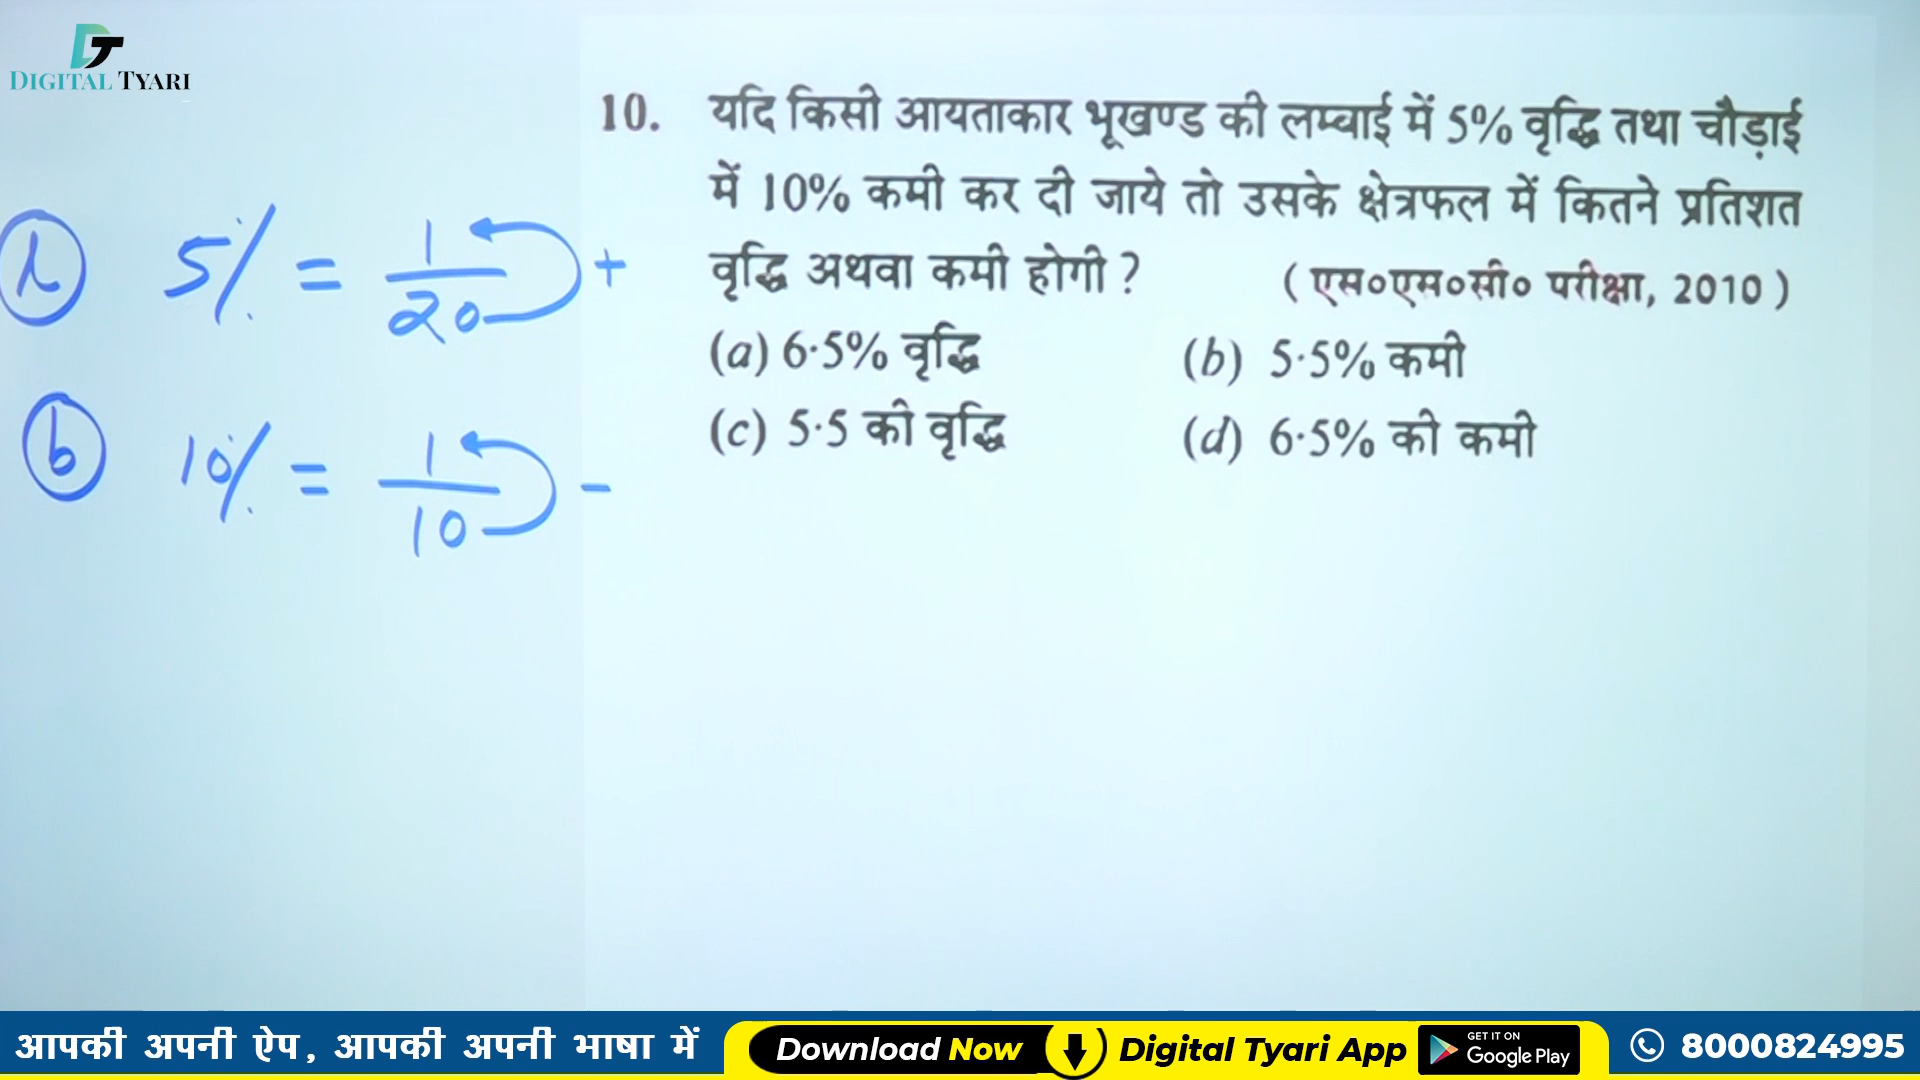 DT
DIGITAL TYARI
10. यदि किसी आयताकार भूखण्ड की लम्बाई में 5% वृद्धि तथा चौड़ाई
में 10% कमी कर दी जाये तो उसके क्षेत्रफल में कितने प्रतिशत
वृद्धि अथवा कमी होगी ? ( एस०एस०सी० परीक्षा, 2010 )
(a) 6·5% वृद्धि (b) 5·5% कमी
(c) 5·5 की वृद्धि (d) 6·5% की कमी
l 5% = 1/20 +
b 10% = 1/10 -
आपकी अपनी ऐप, आपकी अपनी भाषा में
Download Now
Digital Tyari App
GET IT ON
Google Play
8000824995